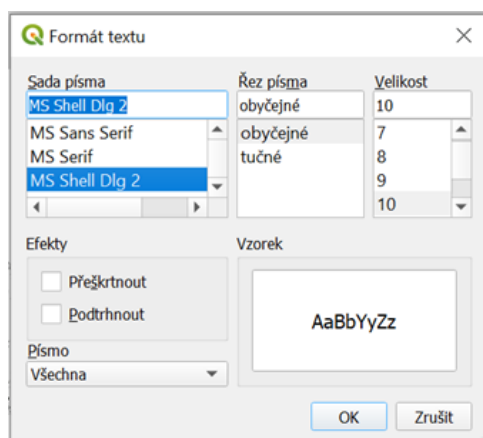 Formát textu
Sada písma
Řez písma
Velikost
MS Shell Dlg 2
obyčejné
10
MS Sans Serif
MS Serif
MS Shell Dlg 2
obyčejné
tučné
7
8
9
10
Efekty
Vzorek
Přeškrtnout
Podtrhnout
AaBbYyZz
Písmo
Všechna
OK
Zrušit